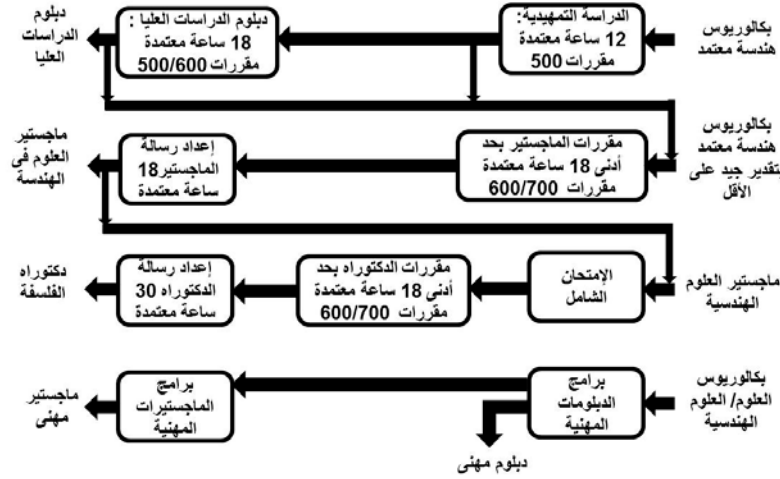 بكالوريوس
هندسة معتمد
الدراسة التمهيدية:
12 ساعة معتمدة
مقررات 500
دبلوم الدراسات العليا :
18 ساعة معتمدة
مقررات 500/600
دبلوم
الدراسات
العليا
بكالوريوس
هندسة معتمد
بتقدير جيد على
الأقل
مقررات الماجستير بحد
أدنى 18 ساعة معتمدة
مقررات 600/700
إعداد رسالة
الماجستير18
ساعة معتمدة
ماجستير
العلوم فى
الهندسة
ماجستير العلوم
الهندسية
الإمتحان
الشامل
مقررات الدكتوراه بحد
أدنى 18 ساعة معتمدة
مقررات 600/700
إعداد رسالة
الدكتوراه 30
ساعة معتمدة
دكتوراه
الفلسفة
بكالوريوس
العلوم/ العلوم
الهندسية
برامج
الدبلومات
المهنية
برامج
الماجستيرات
المهنية
ماجستير
مهنى
دبلوم مهنى